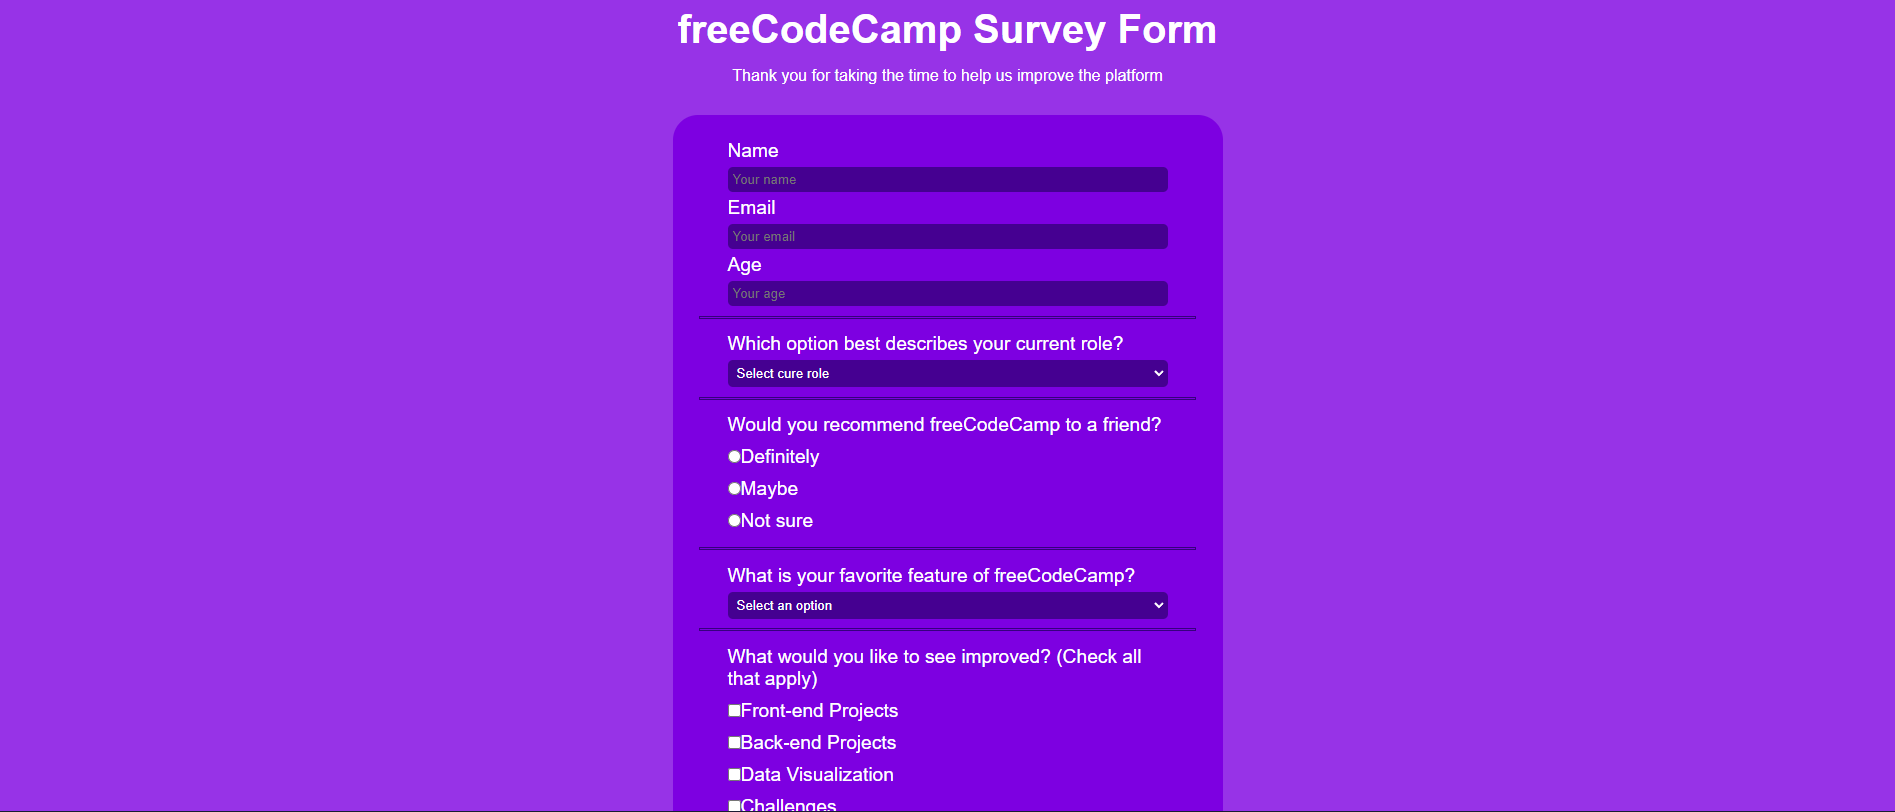 freeCodeCamp Survey Form
Thank you for taking the time to help us improve the platform
Name
Your name
Email
Your email
Age
Your age
Which option best describes your current role?
Select cure role
Would you recommend freeCodeCamp to a friend?
Definitely
Maybe
Not sure
What is your favorite feature of freeCodeCamp?
Select an option
What would you like to see improved? (Check all
that apply)
Front-end Projects
Back-end Projects
Data Visualization
Challenges